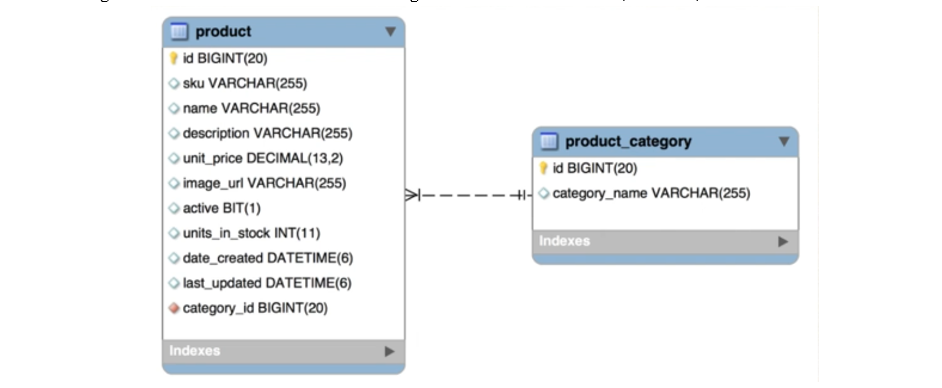 product
id BIGINT(20)
sku VARCHAR(255)
name VARCHAR(255)
description VARCHAR(255)
unit_price DECIMAL(13,2)
image_url VARCHAR(255)
active BIT(1)
units_in_stock INT(11)
date_created DATETIME(6)
last_updated DATETIME(6)
category_id BIGINT(20)
Indexes
product_category
id BIGINT(20)
category_name VARCHAR(255)
Indexes